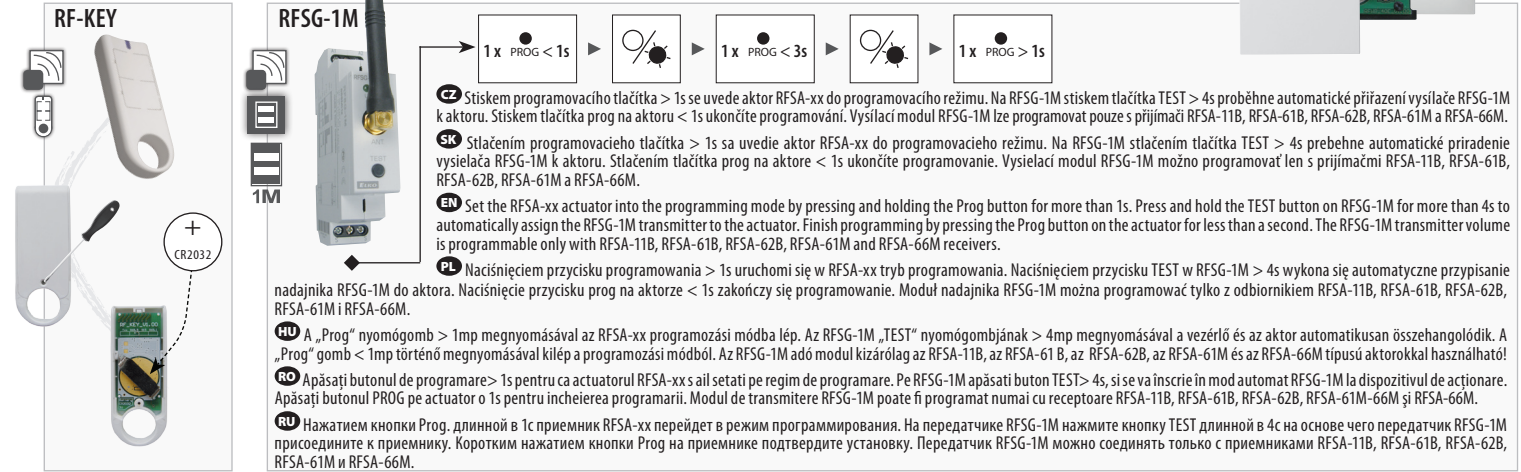 RF-KEY
CR2032
RF_KEY_V1.00
RFSG-1M
1M
ANT
TEST
ELKO
1 x PROG < 1s
1 x PROG < 3s
1 x PROG > 1s
CZ Stiskem programovacího tlačítka > 1s se uvede aktor RFSA-xx do programovacího režimu. Na RFSG-1M stiskem tlačítka TEST > 4s proběhne automatické přiřazení vysílače RFSG-1M
k aktoru. Stiskem tlačítka prog na aktoru < 1s ukončíte programování. Vysílací modul RFSG-1M lze programovat pouze s přijímači RFSA-11B, RFSA-61B, RFSA-62B, RFSA-61M a RFSA-66M.
SK Stlačením programovacieho tlačítka > 1s sa uvedie aktor RFSA-xx do programovacieho režimu. Na RFSG-1M stlačením tlačítka TEST > 4s prebehne automatické priradenie
vysielača RFSG-1M k aktoru. Stlačením tlačítka prog na aktore < 1s ukončíte programovanie. Vysielací modul RFSG-1M možno programovať len s prijímačmi RFSA-11B, RFSA-61B,
RFSA-62B, RFSA-61M a RFSA-66M.
EN Set the RFSA-xx actuator into the programming mode by pressing and holding the Prog button for more than 1s. Press and hold the TEST button on RFSG-1M for more than 4s to
automatically assign the RFSG-1M transmitter to the actuator. Finish programming by pressing the Prog button on the actuator for less than a second. The RFSG-1M transmitter volume
is programmable only with RFSA-11B, RFSA-61B, RFSA-62B, RFSA-61M and RFSA-66M receivers.
PL Naciśnięciem przycisku programowania > 1s uruchomi się w RFSA-xx tryb programowania. Naciśnięciem przycisku TEST w RFSG-1M > 4s wykona się automatyczne przypisanie
nadajnika RFSG-1M do aktora. Naciśnięcie przycisku prog na aktorze < 1s zakończy się programowanie. Moduł nadajnika RFSG-1M można programować tylko z odbiornikiem RFSA-11B, RFSA-61B, RFSA-62B,
RFSA-61M i RFSA-66M.
HU A „Prog” nyomógomb > 1mp megnyomásával az RFSA-xx programozási módba lép. Az RFSG-1M „TEST” nyomógombjának > 4mp megnyomásával a vezérlő és az aktor automatikusan összehangolódik. A
„Prog” gomb < 1mp történő megnyomásával kilép a programozási módból. Az RFSG-1M adó modul kizárólag az RFSA-11B, az RFSA-61 B, az RFSA-62B, az RFSA-61M és az RFSA-66M típusú aktorokkal használható!
RO Apăsați butonul de programare> 1s pentru ca actuatorul RFSA-xx s ail setati pe regim de programare. Pe RFSG-1M apăsati buton TEST> 4s, si se va înscrie în mod automat RFSG-1M la dispozitivul de acționare.
Apăsați butonul PROG pe actuator o 1s pentru incheierea programarii. Modul de transmitere RFSG-1M poate fi programat numai cu receptoare RFSA-11B, RFSA-61B, RFSA-62B, RFSA-61M-66M şi RFSA-66M.
RU Нажатием кнопки Prog. длинной в 1с приемник RFSA-xx перейдет в режим программирования. На передатчике RFSG-1M нажмите кнопку TEST длинной в 4с на основе чего передатчик RFSG-1M
присоедините к приемнику. Коротким нажатием кнопки Prog на приемнике подтвердите установку. Передатчик RFSG-1M можно соединять только с приемниками RFSA-11B, RFSA-61B, RFSA-62B,
RFSA-61M и RFSA-66M.